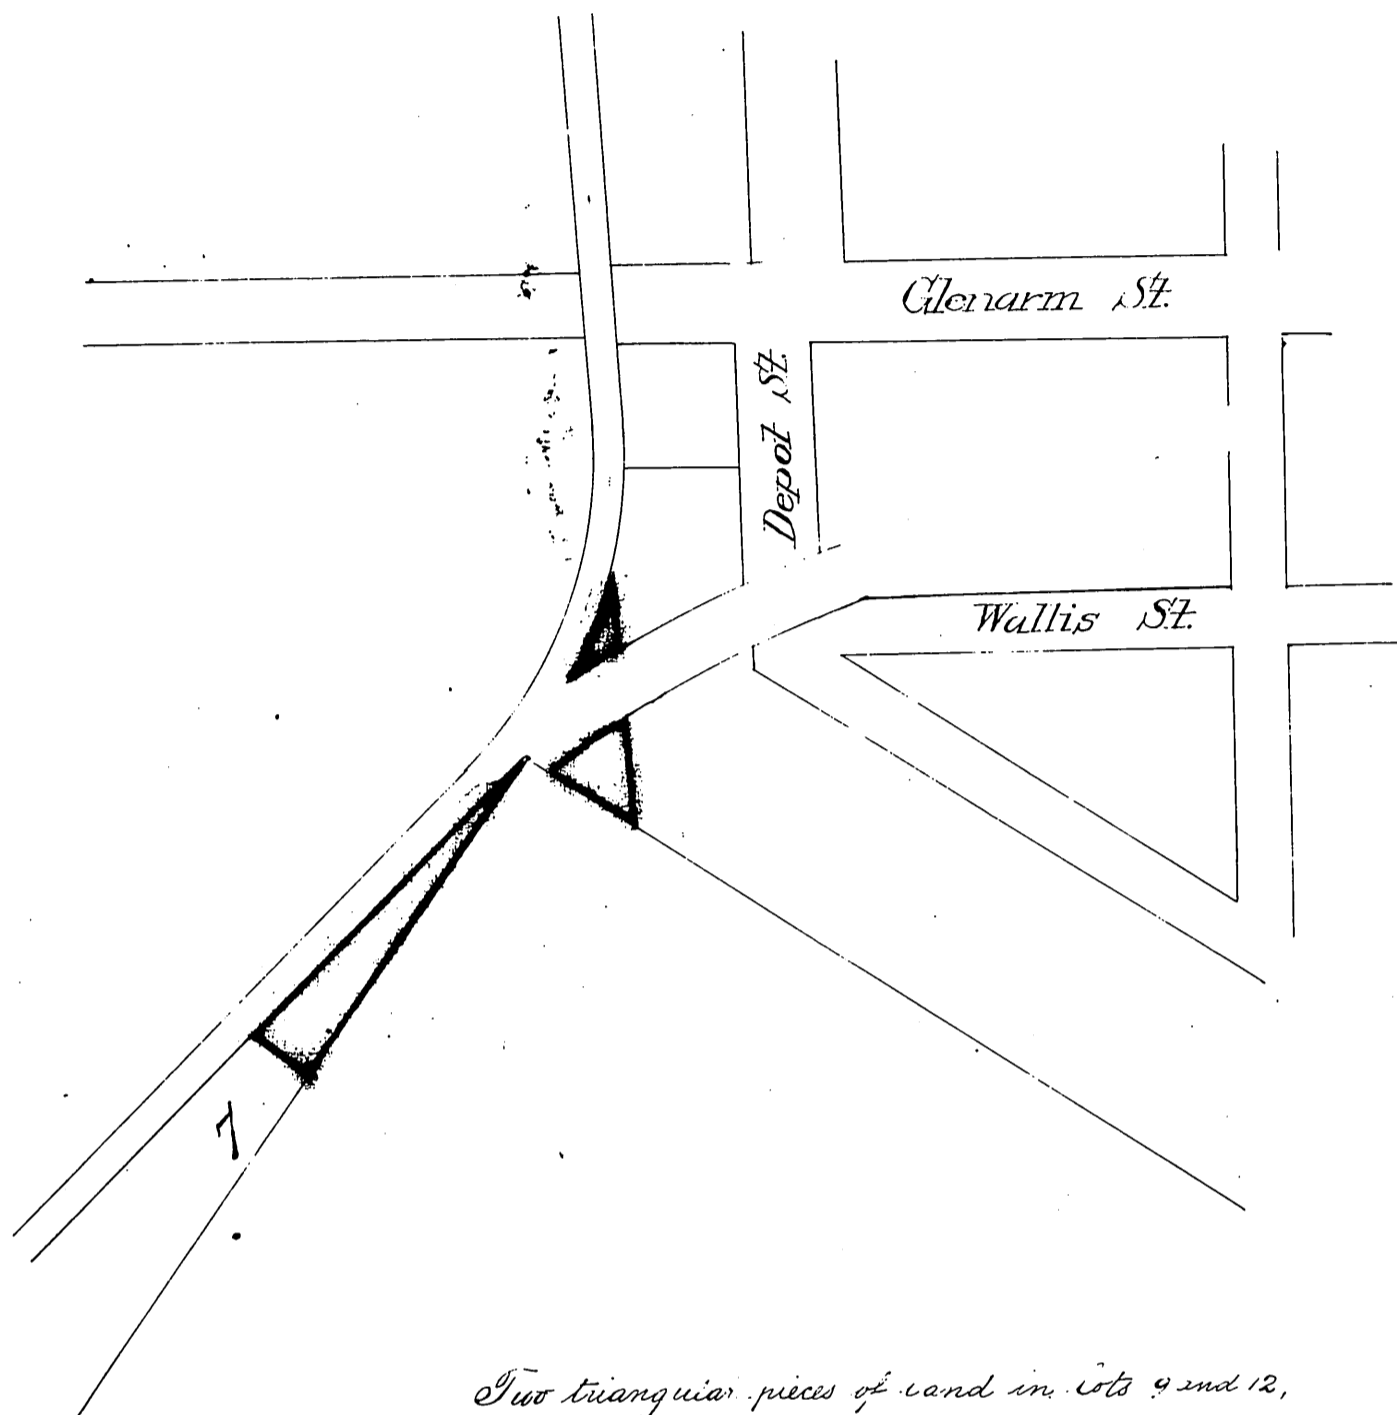 Glenarm St.
Depot St.
Wallis St.
7
Two triangular pieces of land in Lots 9 and 12,